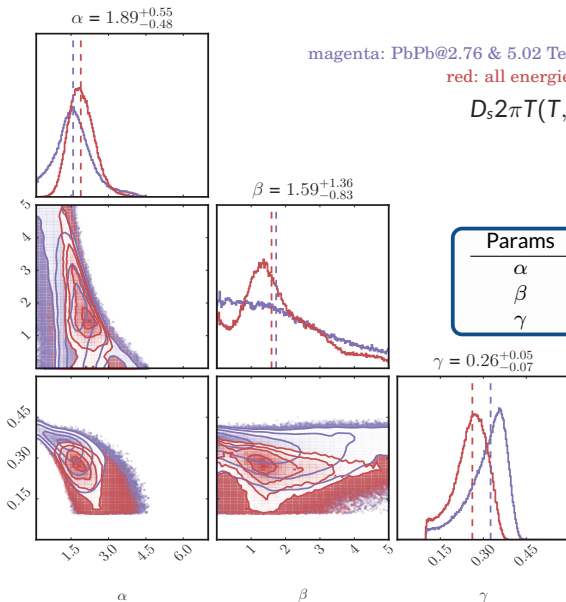 α = 1.89 +0.55 −0.48
magenta: PbPb@2.76 & 5.02 Te
red: all energie
D_s2πT(T,
β = 1.59 +1.36 −0.83
5
4
3
2
1
Params
α
β
γ
γ = 0.26 +0.05 −0.07
0.45
0.30
0.15
1.5 3.0 4.5 6.0
1 2 3 4 5
0.15 0.30 0.45
α β γ